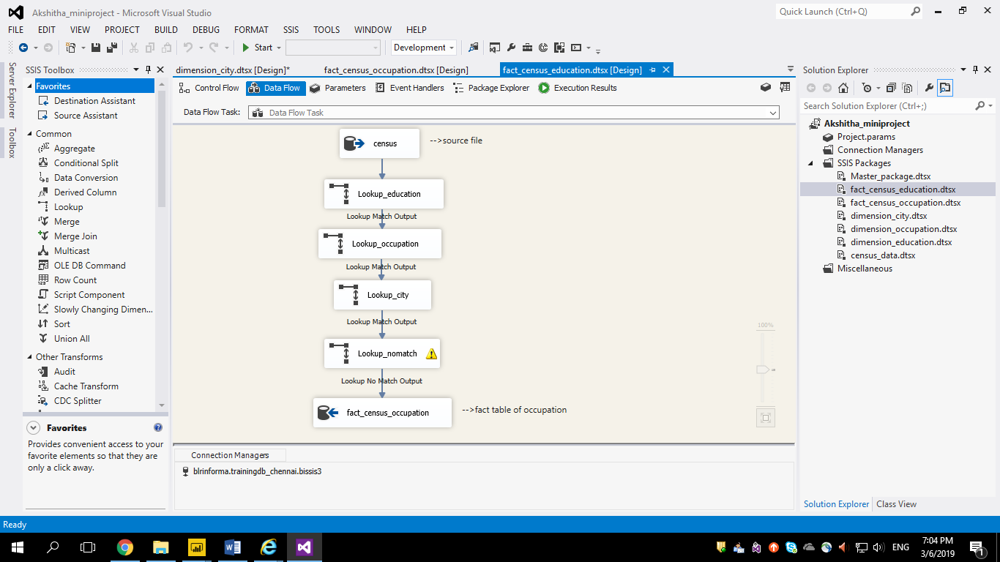 Akshitha_miniproject - Microsoft Visual Studio
Quick Launch (Ctrl+Q)
FILE EDIT VIEW PROJECT BUILD DEBUG FORMAT SSIS TOOLS WINDOW HELP
Start
Development
Server Explorer
Toolbox
SSIS Toolbox
Favorites
Destination Assistant
Source Assistant
Common
Aggregate
Conditional Split
Data Conversion
Derived Column
Lookup
Merge
Merge Join
Multicast
OLE DB Command
Row Count
Script Component
Slowly Changing Dimen...
Sort
Union All
Other Transforms
Audit
Cache Transform
CDC Splitter
Favorites
Provides convenient access to your
favorite elements so that they are
only a click away.
dimension_city.dtsx [Design]* fact_census_occupation.dtsx [Design] fact_census_education.dtsx [Design]
Control Flow Data Flow Parameters Event Handlers Package Explorer Execution Results
Data Flow Task: Data Flow Task
census
-->source file
Lookup_education
Lookup Match Output
Lookup_occupation
Lookup Match Output
Lookup_city
Lookup Match Output
Lookup_nomatch
Lookup No Match Output
fact_census_occupation
-->fact table of occupation
100%
Connection Managers
blrinforma.trainingdb_chennai.bissis3
Solution Explorer
Search Solution Explorer (Ctrl+;)
Akshitha_miniproject
Project.params
Connection Managers
SSIS Packages
Master_package.dtsx
fact_census_education.dtsx
fact_census_occupation.dtsx
dimension_city.dtsx
dimension_occupation.dtsx
dimension_education.dtsx
census_data.dtsx
Miscellaneous
Solution Explorer Class View
Ready
ENG
7:04 PM
3/6/2019
1